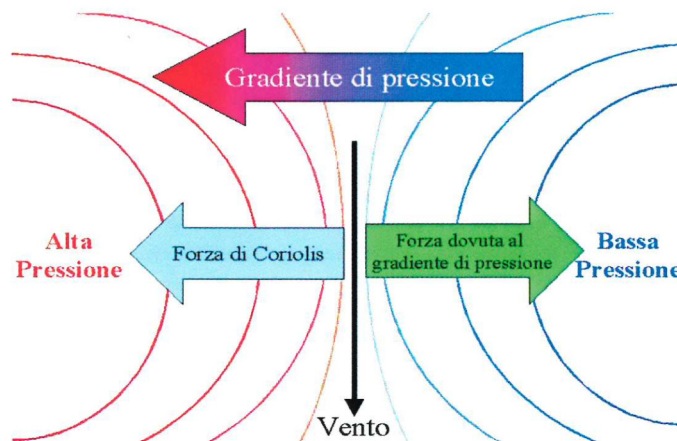 Gradiente di pressione
Alta
Pressione
Forza di Coriolis
Forza dovuta al
gradiente di pressione
Bassa
Pressione
Vento